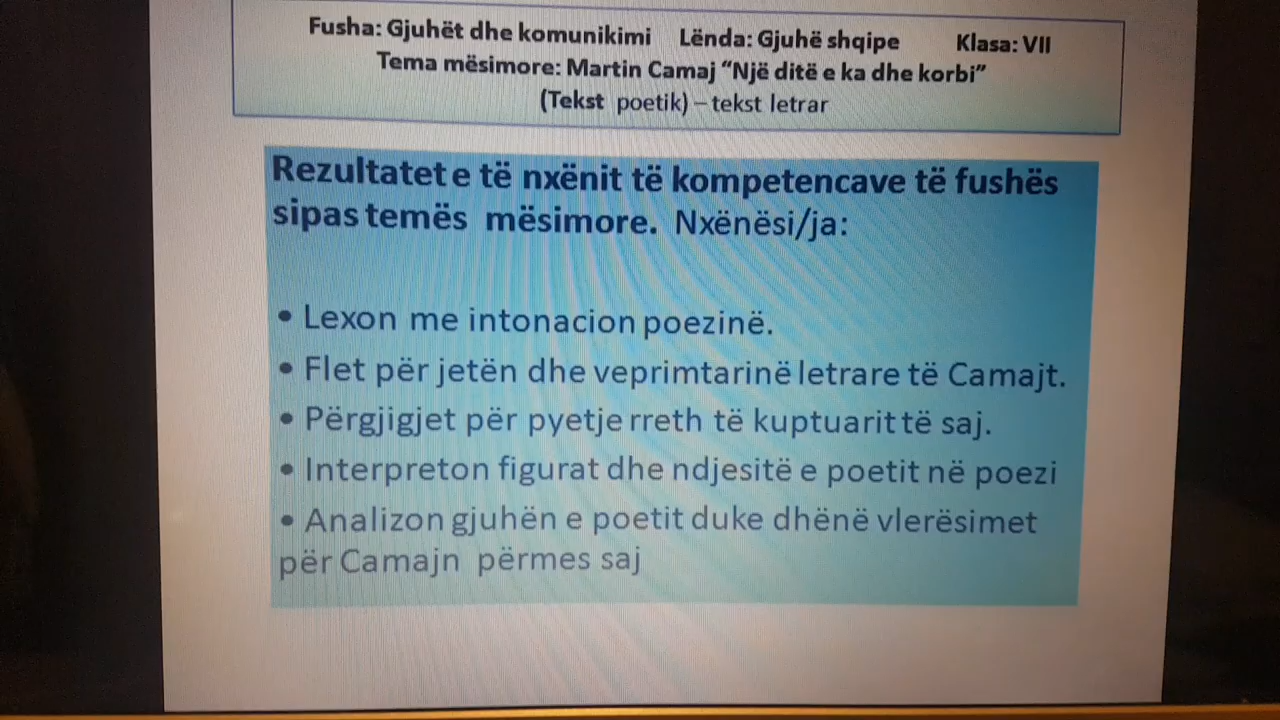 Fusha: Gjuhët dhe komunikimi Lënda: Gjuhë shqipe Klasa: VII
Tema mësimore: Martin Camaj “Një ditë e ka dhe korbi”
(Tekst poetik) – tekst letrar
Rezultatet e të nxënit të kompetencave të fushës
sipas temës mësimore. Nxënësi/ja:
• Lexon me intonacion poezinë.
• Flet për jetën dhe veprimtarinë letrare të Camajt.
• Përgjigjet për pyetje rreth të kuptuarit të saj.
• Interpreton figurat dhe ndjesitë e poetit në poezi
• Analizon gjuhën e poetit duke dhënë vlerësimet
për Camajn përmes saj